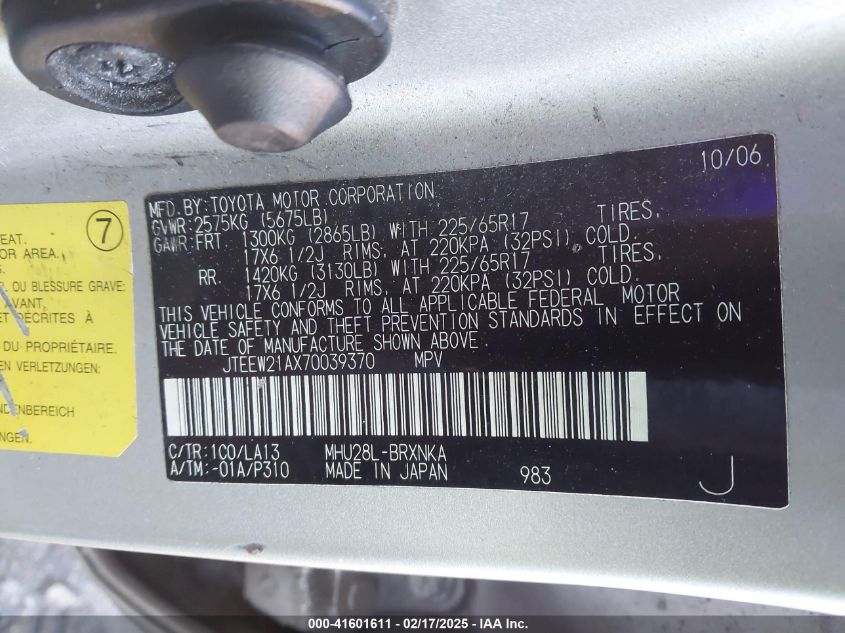 7
EAT.
OR AREA.
R. OU BLESSURE GRAVE:
AVANT.
ET DÉCRITES À
DU PROPRIÉTAIRE.
EN VERLETZUNGEN.
NDENBEREICH
NUNGEN.
10/06
MFD.BY:TOYOTA MOTOR CORPORATION
GVWR:2575KG (5675LB)
GAWR:FRT. 1300KG (2865LB) WITH 225/65R17 TIRES,
17X6 1/2J RIMS, AT 220KPA (32PSI) COLD.
RR. 1420KG (3130LB) WITH 225/65R17 TIRES,
17X6 1/2J RIMS, AT 220KPA (32PSI) COLD.
THIS VEHICLE CONFORMS TO ALL APPLICABLE FEDERAL MOTOR
VEHICLE SAFETY AND THEFT PREVENTION STANDARDS IN EFFECT ON
THE DATE OF MANUFACTURE SHOWN ABOVE.
JTEEW21AX70039370 MPV
C/TR:1C0/LA13 MHU28L-BRXNKA
A/TM:-01A/P310 MADE IN JAPAN 983 J
000-41601611 - 02/17/2025 - IAA Inc.